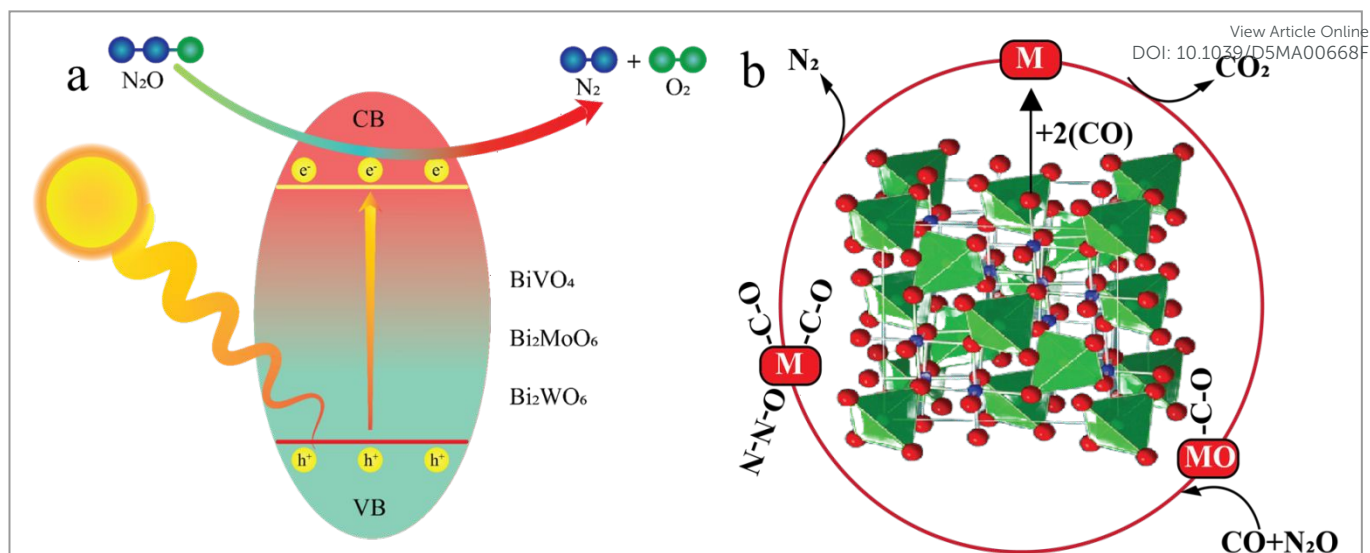 View Article Online
DOI: 10.1039/D5MA00668F
a
N₂O
N₂
+
O₂
CB
e⁻ e⁻ e⁻
BiVO₄
Bi₂MoO₆
Bi₂WO₆
h⁺ h⁺ h⁺
VB
b
N₂
M
CO₂
+2(CO)
C-O
C-O
M
N-N-O
C-O
MO
CO+N₂O